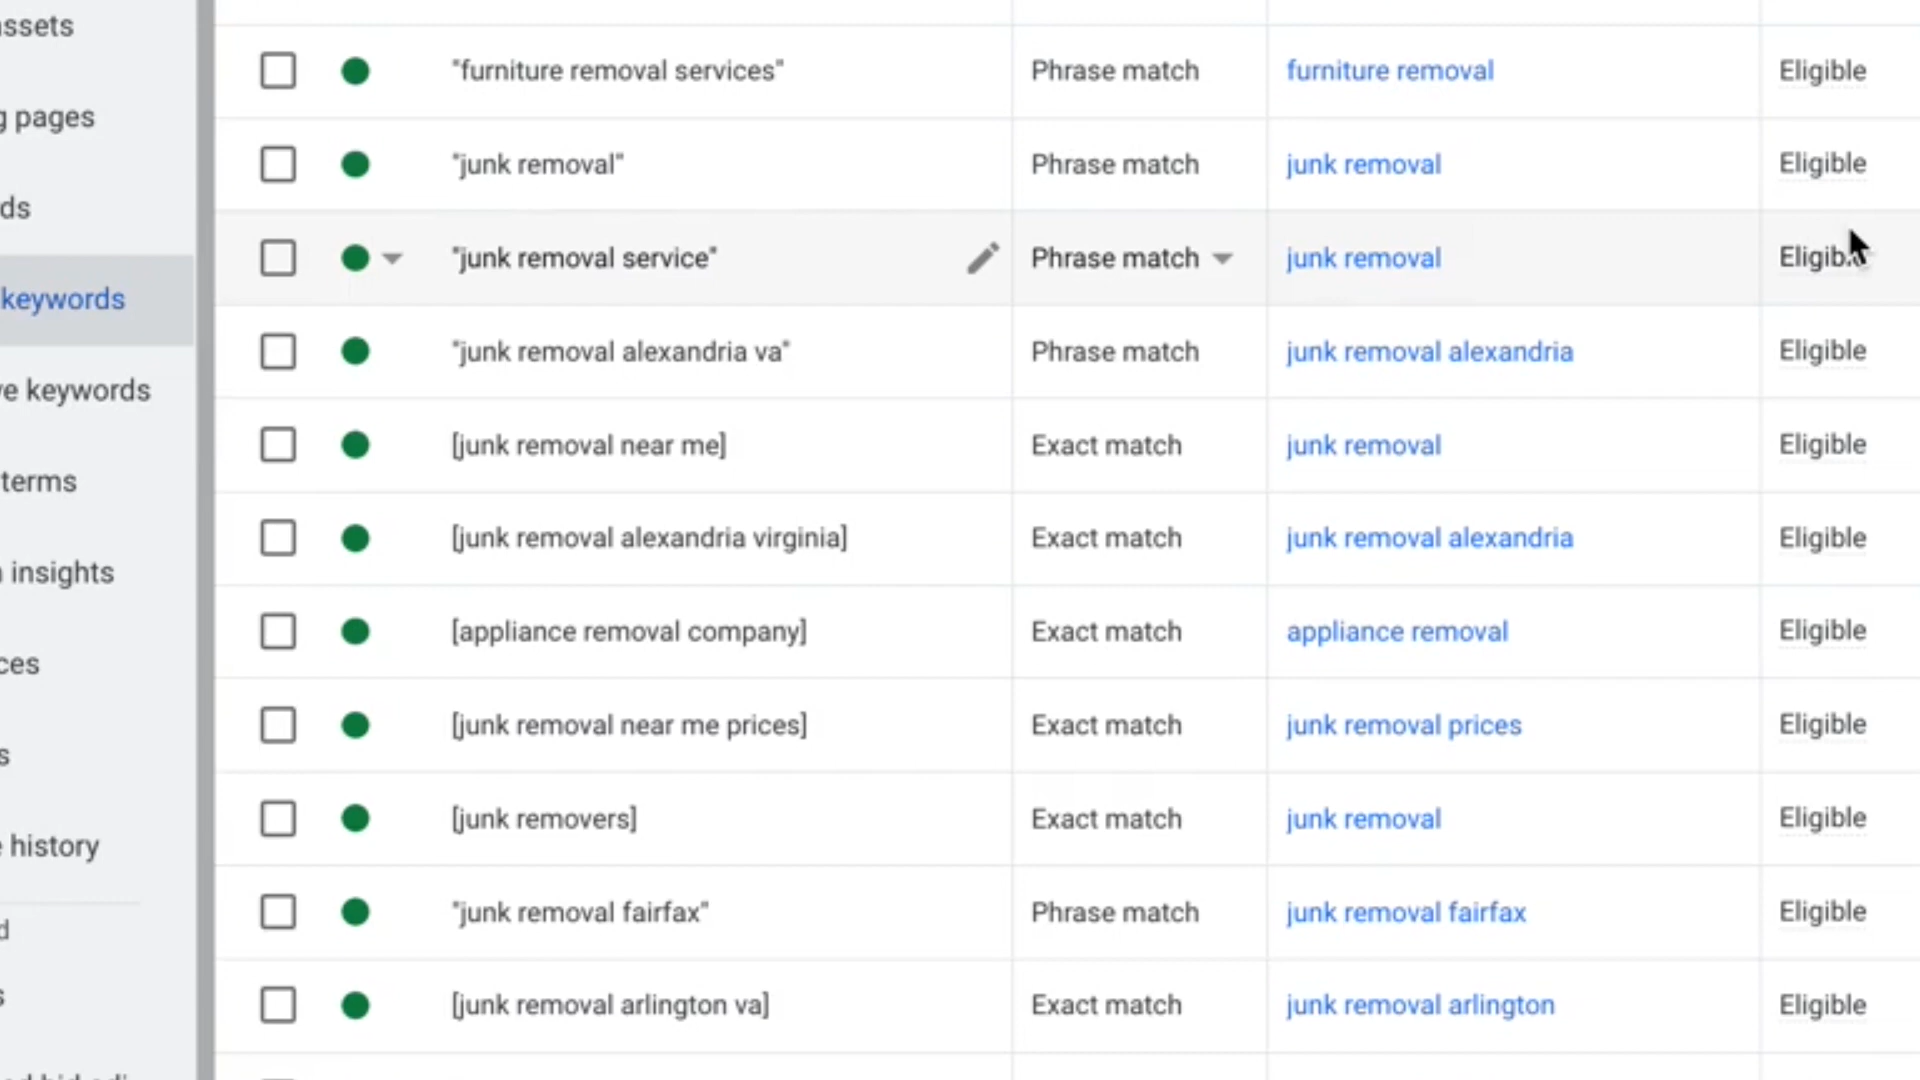 assets
g pages
ds
keywords
ve keywords
terms
n insights
ces
s
e history
d
s
"furniture removal services" Phrase match furniture removal Eligible
"junk removal" Phrase match junk removal Eligible
"junk removal service" Phrase match junk removal Eligible
"junk removal alexandria va" Phrase match junk removal alexandria Eligible
[junk removal near me] Exact match junk removal Eligible
[junk removal alexandria virginia] Exact match junk removal alexandria Eligible
[appliance removal company] Exact match appliance removal Eligible
[junk removal near me prices] Exact match junk removal prices Eligible
[junk removers] Exact match junk removal Eligible
"junk removal fairfax" Phrase match junk removal fairfax Eligible
[junk removal arlington va] Exact match junk removal arlington Eligible